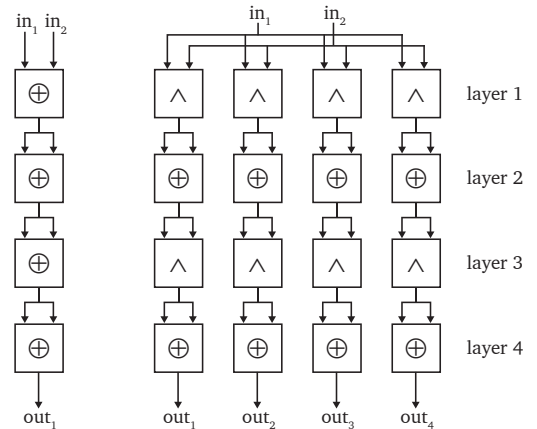 in₁ in₂ in₁ in₂
⊕ ∧ ∧ ∧ ∧ layer 1
⊕ ⊕ ⊕ ⊕ ⊕ layer 2
⊕ ∧ ∧ ∧ ∧ layer 3
⊕ ⊕ ⊕ ⊕ ⊕ layer 4
out₁ out₁ out₂ out₃ out₄